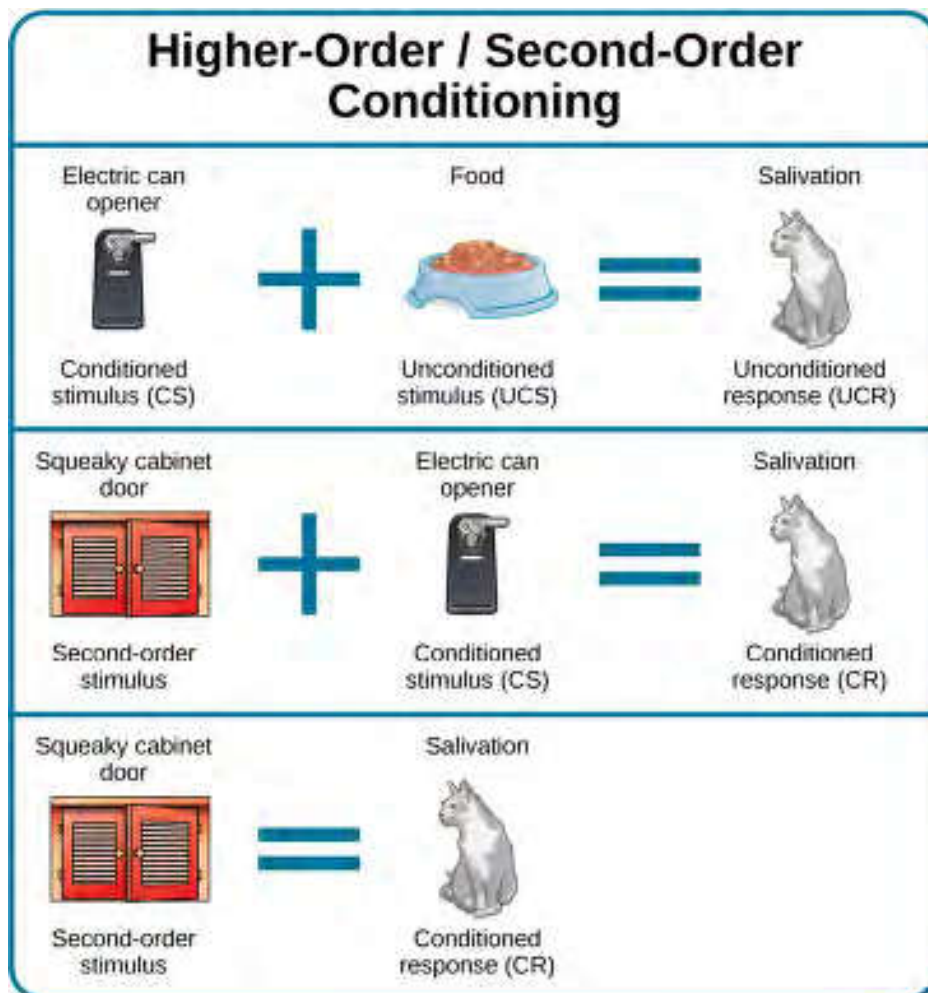 Higher-Order / Second-Order
Conditioning
Electric can
opener
Food
Salivation
Conditioned
stimulus (CS)
Unconditioned
stimulus (UCS)
Unconditioned
response (UCR)
Squeaky cabinet
door
Electric can
opener
Salivation
Second-order
stimulus
Conditioned
stimulus (CS)
Conditioned
response (CR)
Squeaky cabinet
door
Salivation
Second-order
stimulus
Conditioned
response (CR)